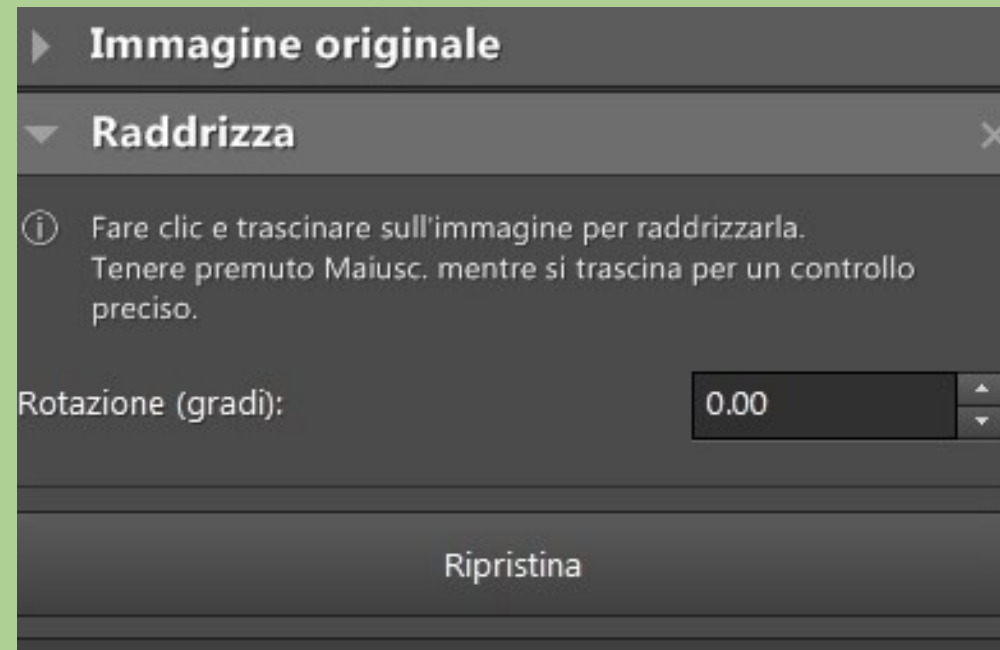 Immagine originale
Raddrizza
Fare clic e trascinare sull'immagine per raddrizzarla.
Tenere premuto Maiusc. mentre si trascina per un controllo
preciso.
Rotazione (gradi): 0.00
Ripristina